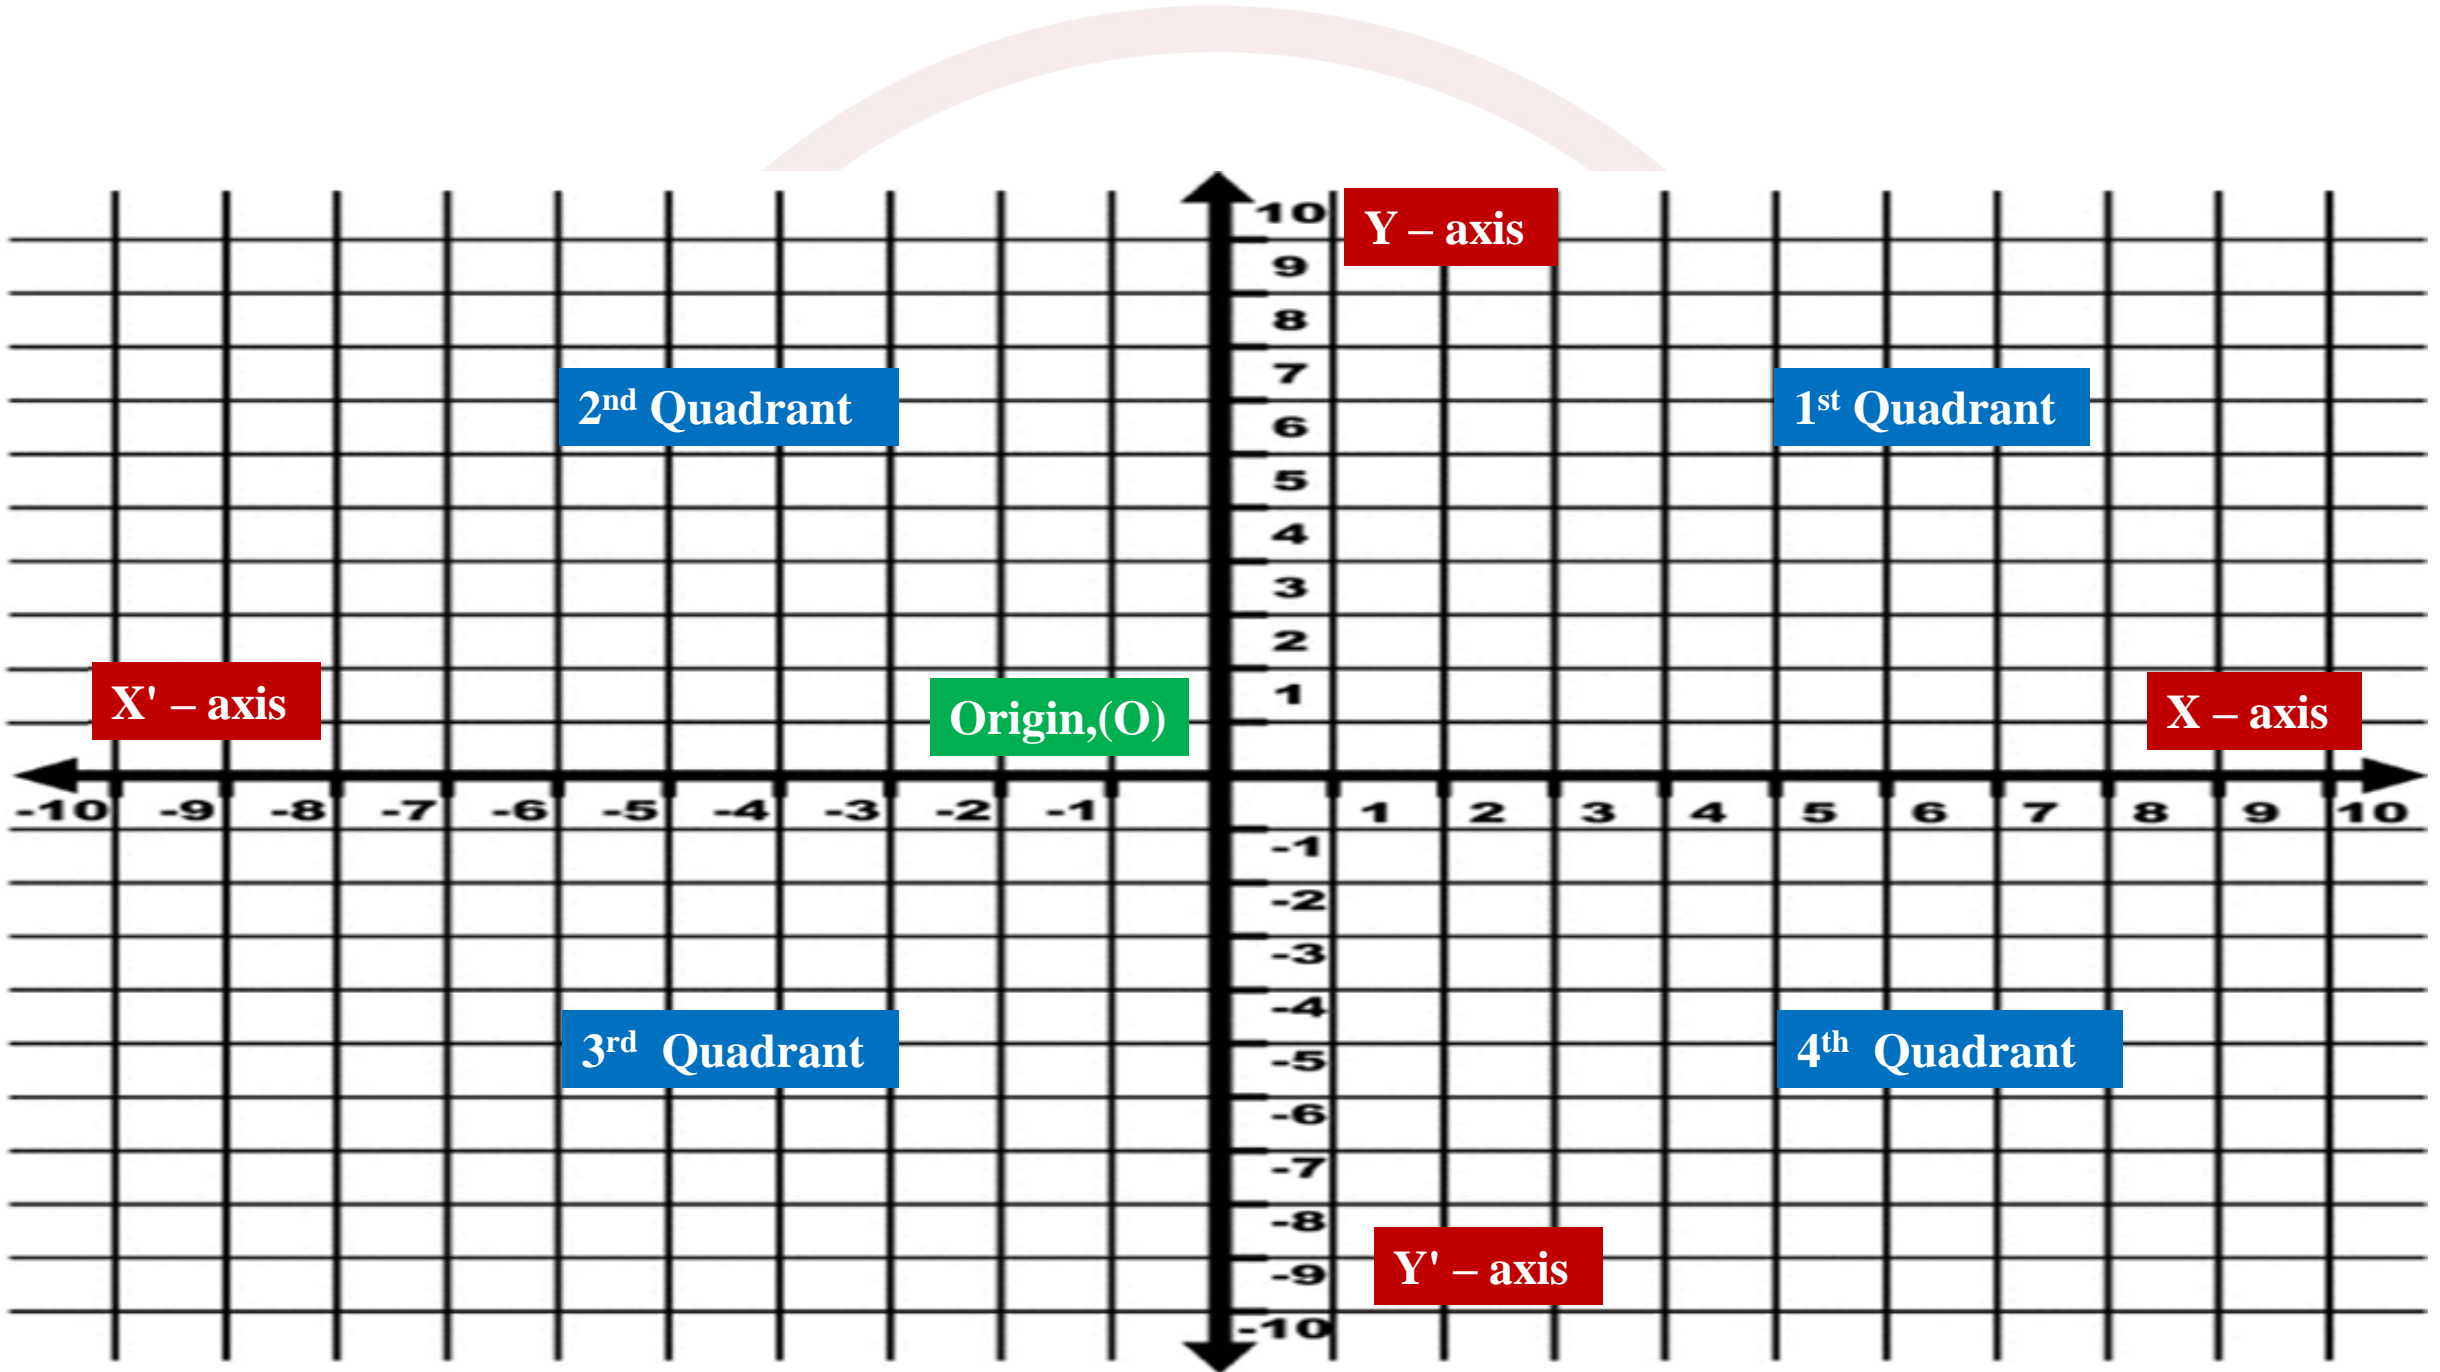 10
Y – axis
9
8
7
2nd Quadrant
1st Quadrant
6
5
4
3
2
X' – axis
Origin,(O)
1
X – axis
-10 -9 -8 -7 -6 -5 -4 -3 -2 -1 1 2 3 4 5 6 7 8 9 10
-1
-2
-3
-4
3rd Quadrant
4th Quadrant
-5
-6
-7
-8
Y' – axis
-9
-10